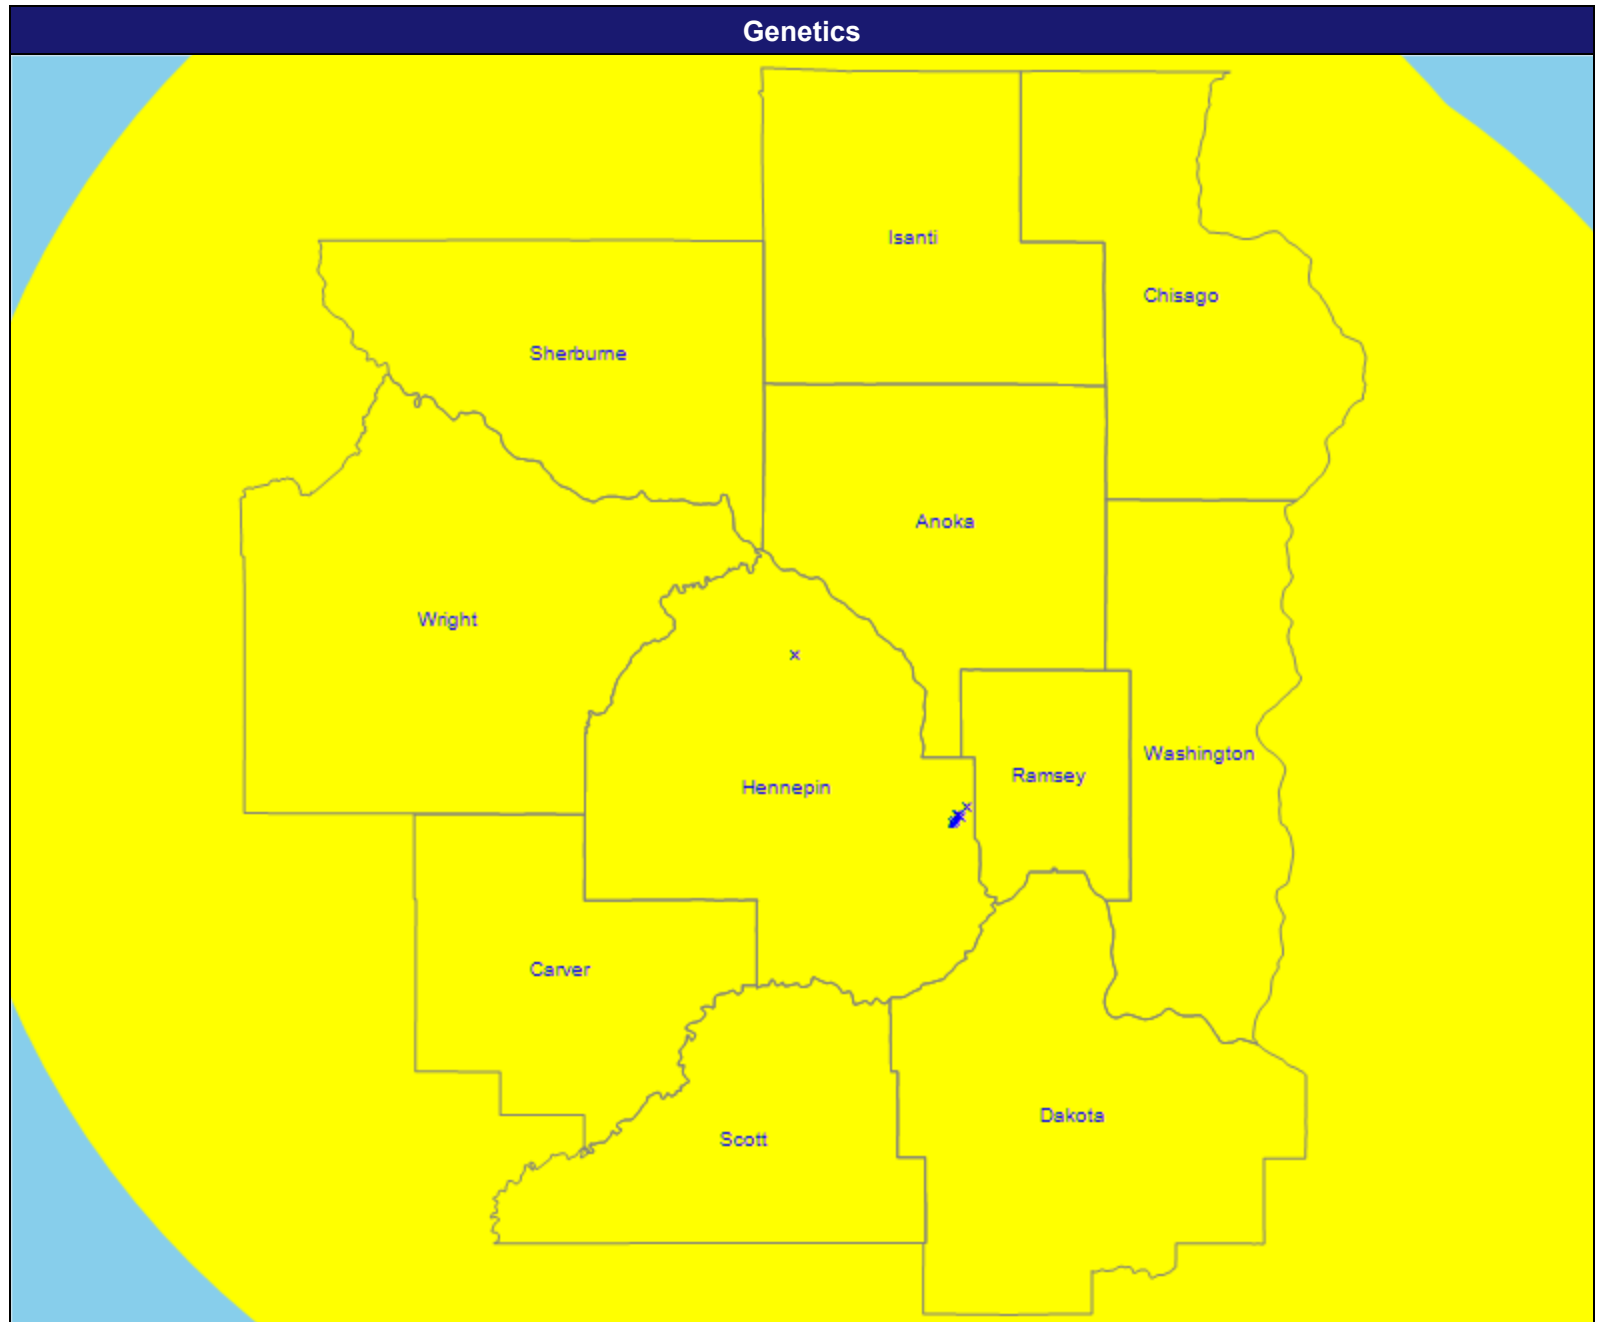 Genetics
Isanti
Chisago
Sherburne
Anoka
Wright
Washington
Ramsey
Hennepin
Carver
Dakota
Scott